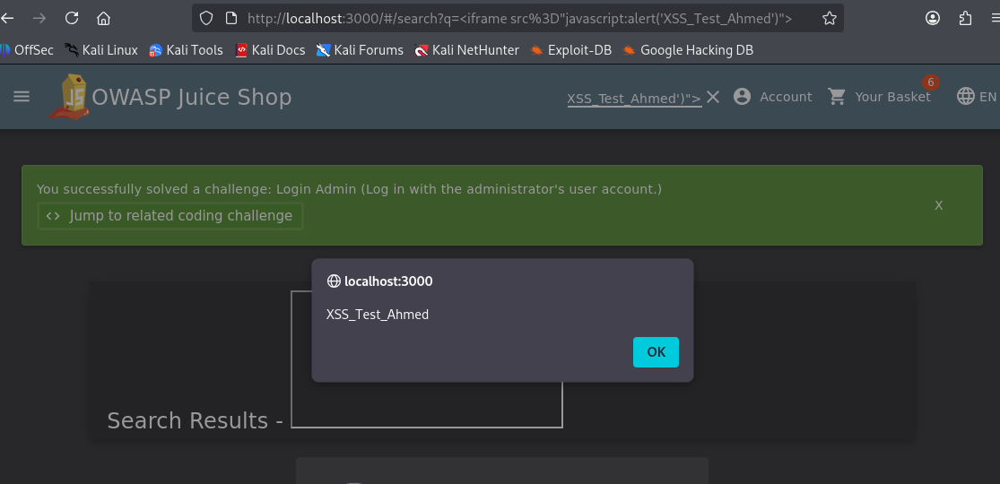 http://localhost:3000/#/search?q=<iframe src%3D"javascript:alert('XSS_Test_Ahmed')">
OffSec Kali Linux Kali Tools Kali Docs Kali Forums Kali NetHunter Exploit-DB Google Hacking DB
OWASP Juice Shop XSS_Test_Ahmed')"> Account Your Basket 6 EN
You successfully solved a challenge: Login Admin (Log in with the administrator's user account.)
Jump to related coding challenge X
localhost:3000
XSS_Test_Ahmed
OK
Search Results -